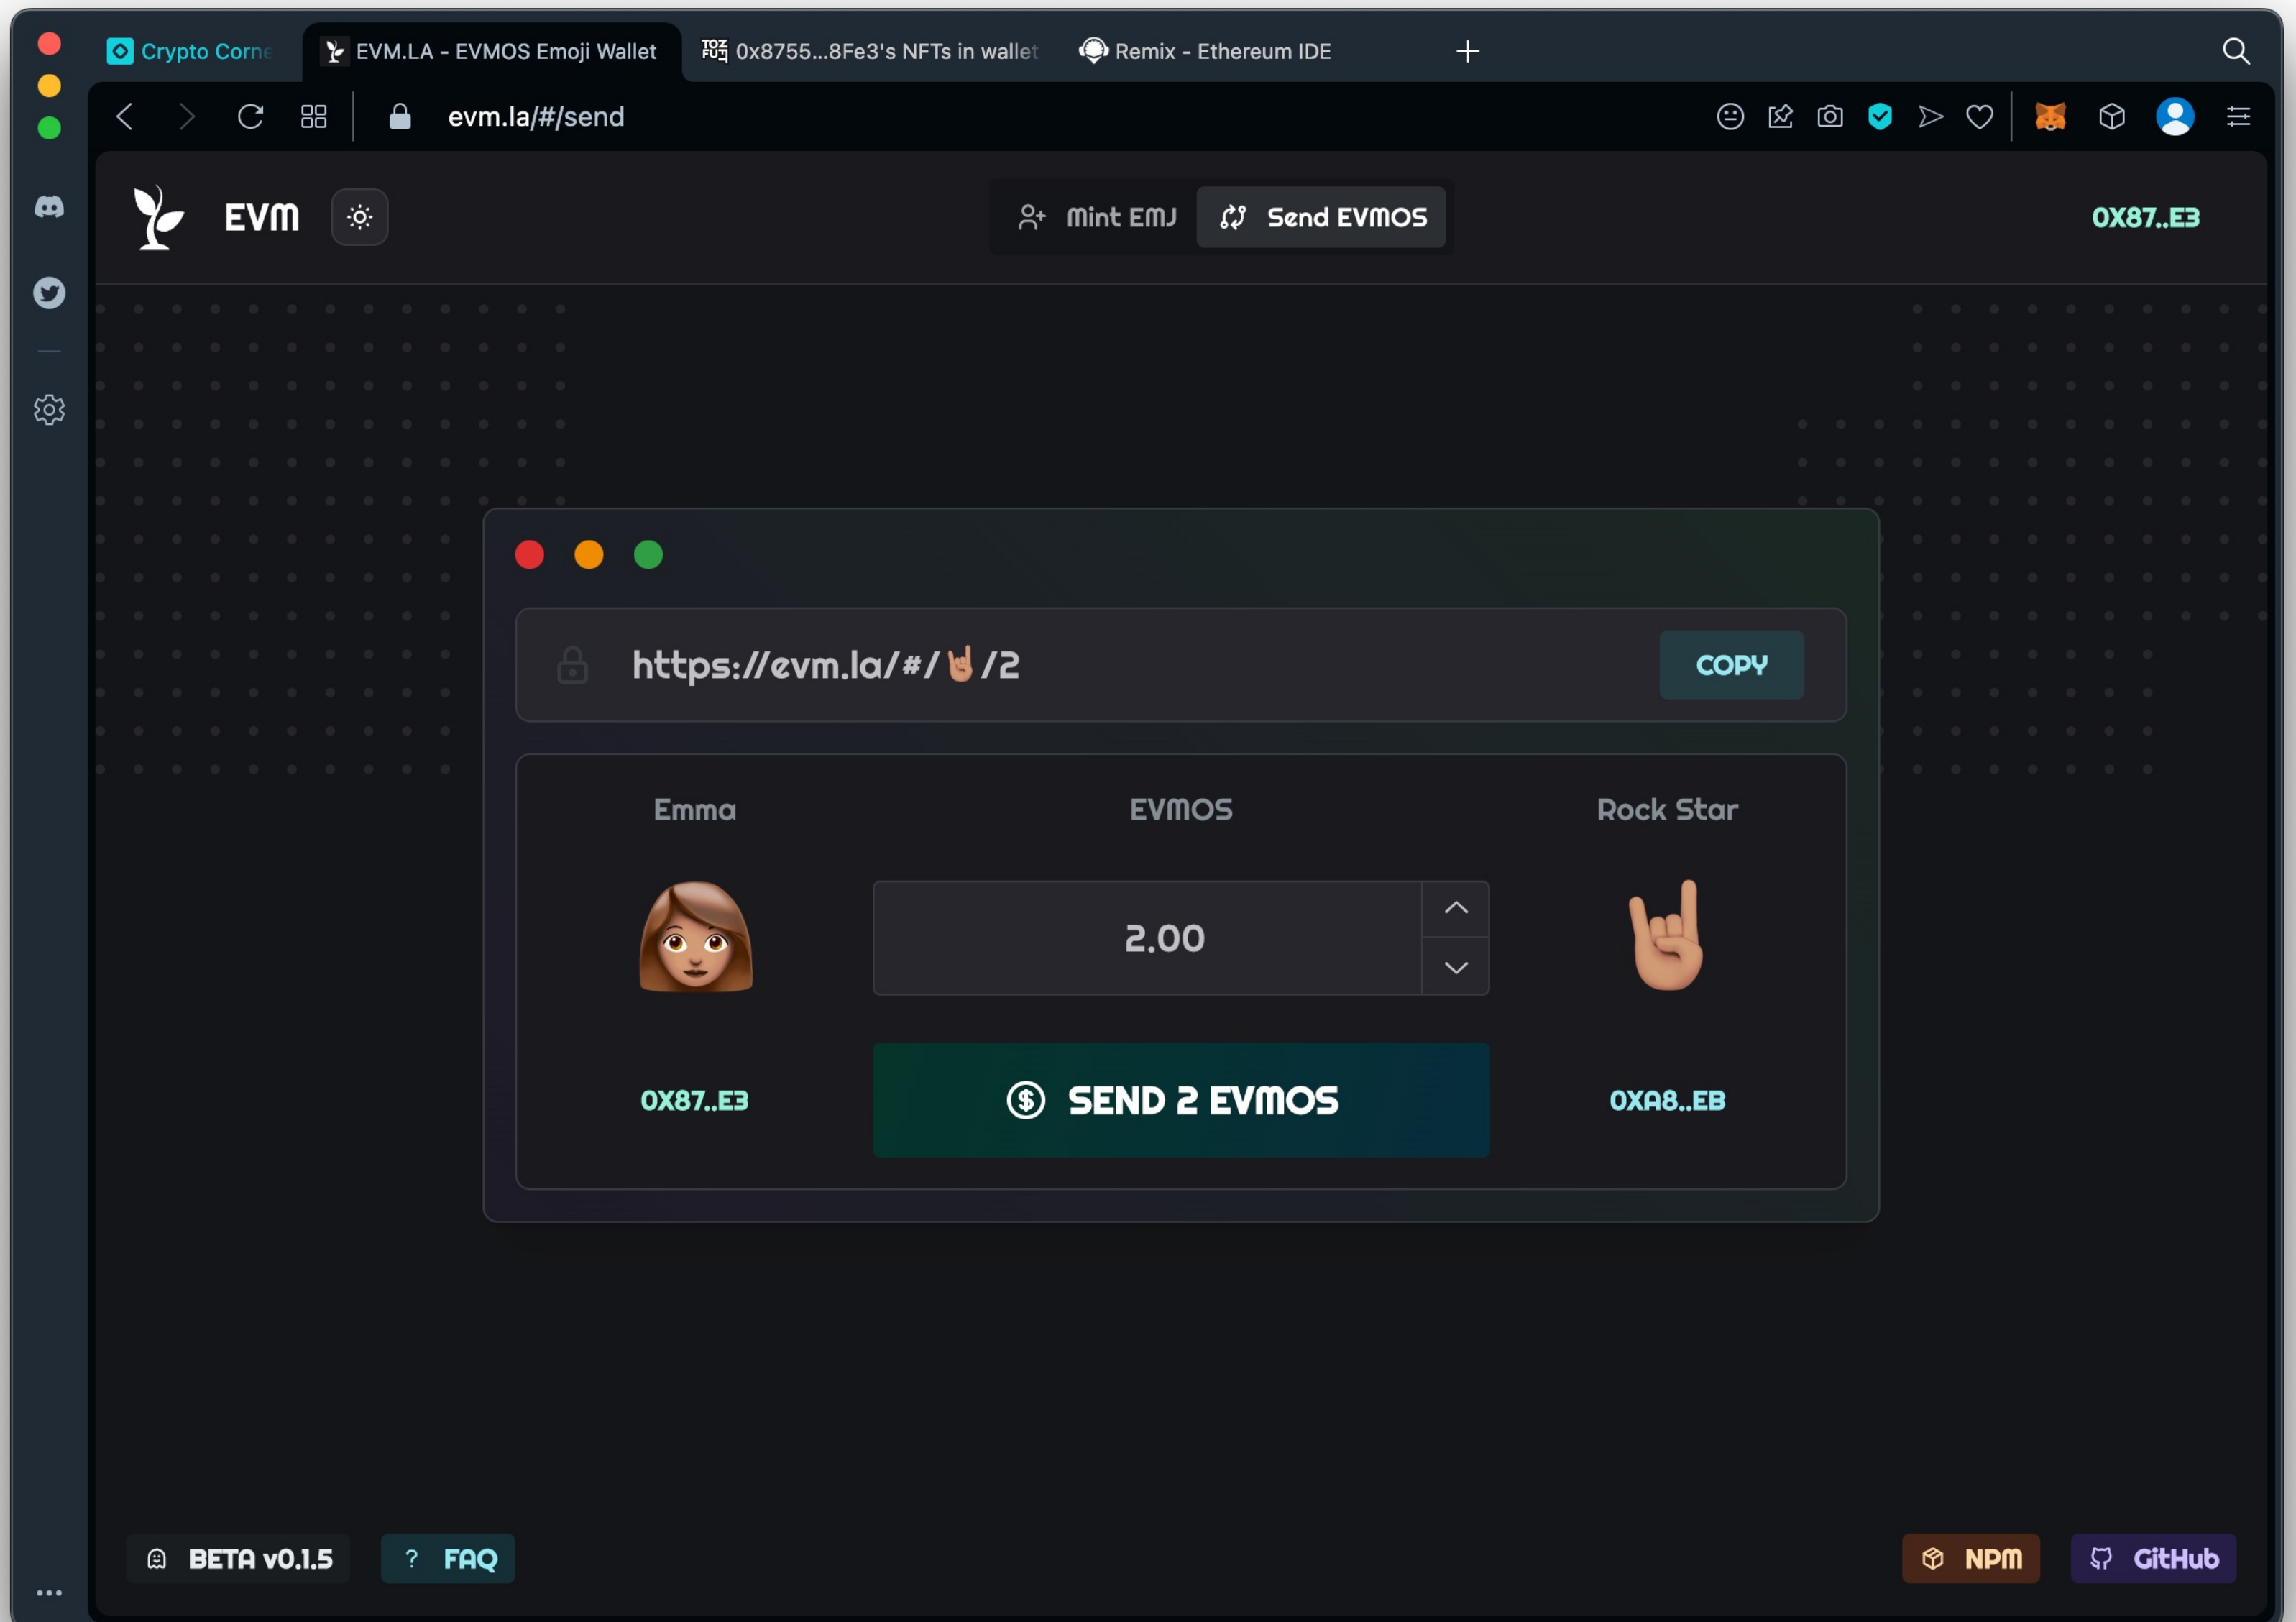 Crypto Corne
EVM.LA - EVMOS Emoji Wallet
TOZ FUT 0x8755...8Fe3's NFTs in wallet
Remix - Ethereum IDE
evm.la/#/send
EVM
Mint EMJ
Send EVMOS
0X87..E3
https://evm.la/#/🤘🏽/2
COPY
Emma
EVMOS
Rock Star
2.00
0X87..E3
SEND 2 EVMOS
0XA8..EB
BETA v0.1.5
? FAQ
NPM
GitHub